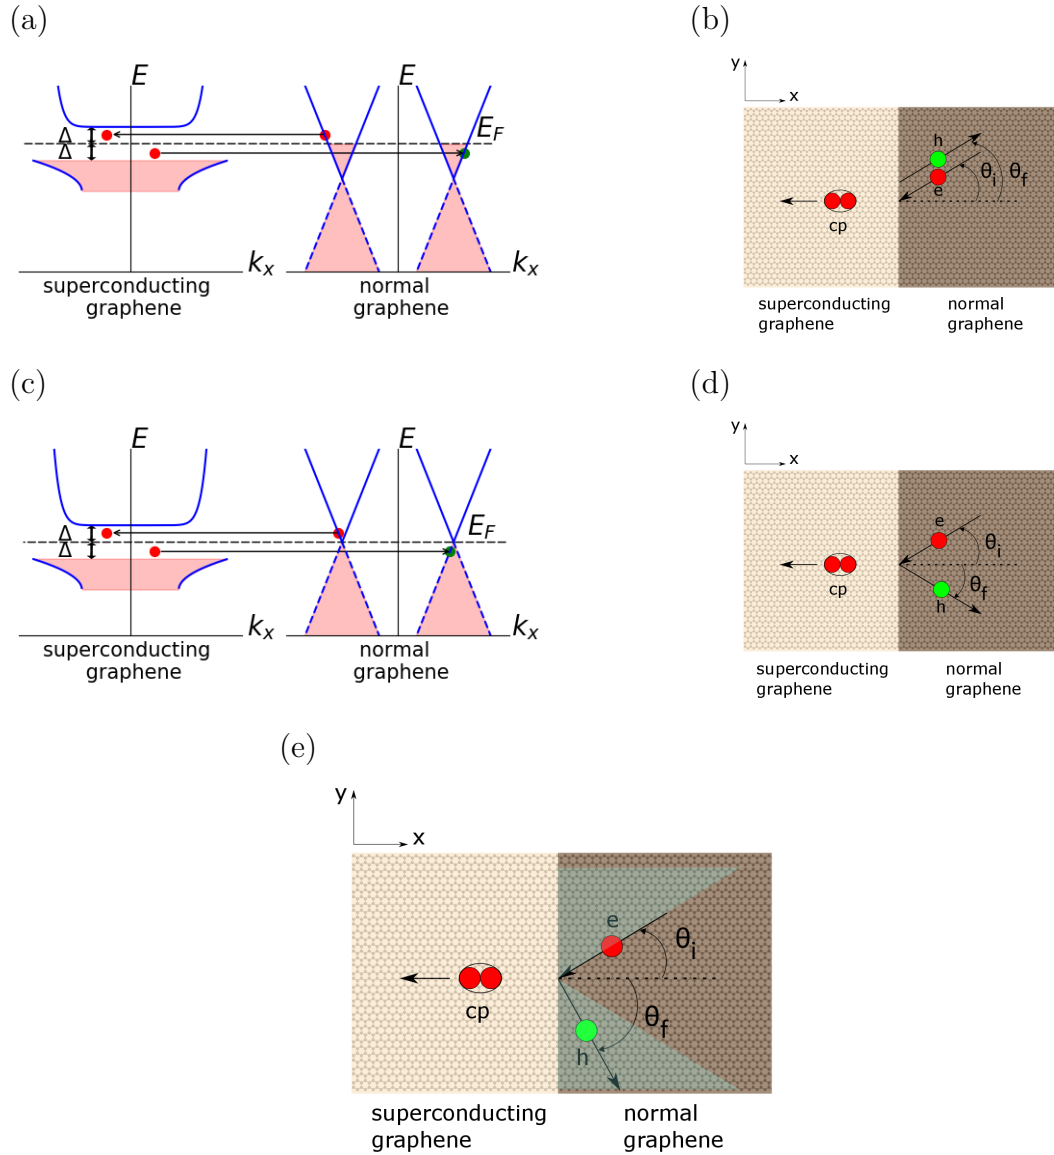 (a)
E
Δ
Δ
E_F
k_x
k_x
superconducting
graphene
normal
graphene
(b)
y
x
h
e
θ_i
θ_f
cp
superconducting
graphene
normal
graphene
(c)
E
E
Δ
Δ
E_F
k_x
k_x
superconducting
graphene
normal
graphene
(d)
y
x
e
h
θ_i
θ_f
cp
superconducting
graphene
normal
graphene
(e)
y
x
e
θ_i
cp
θ_f
h
superconducting
graphene
normal
graphene